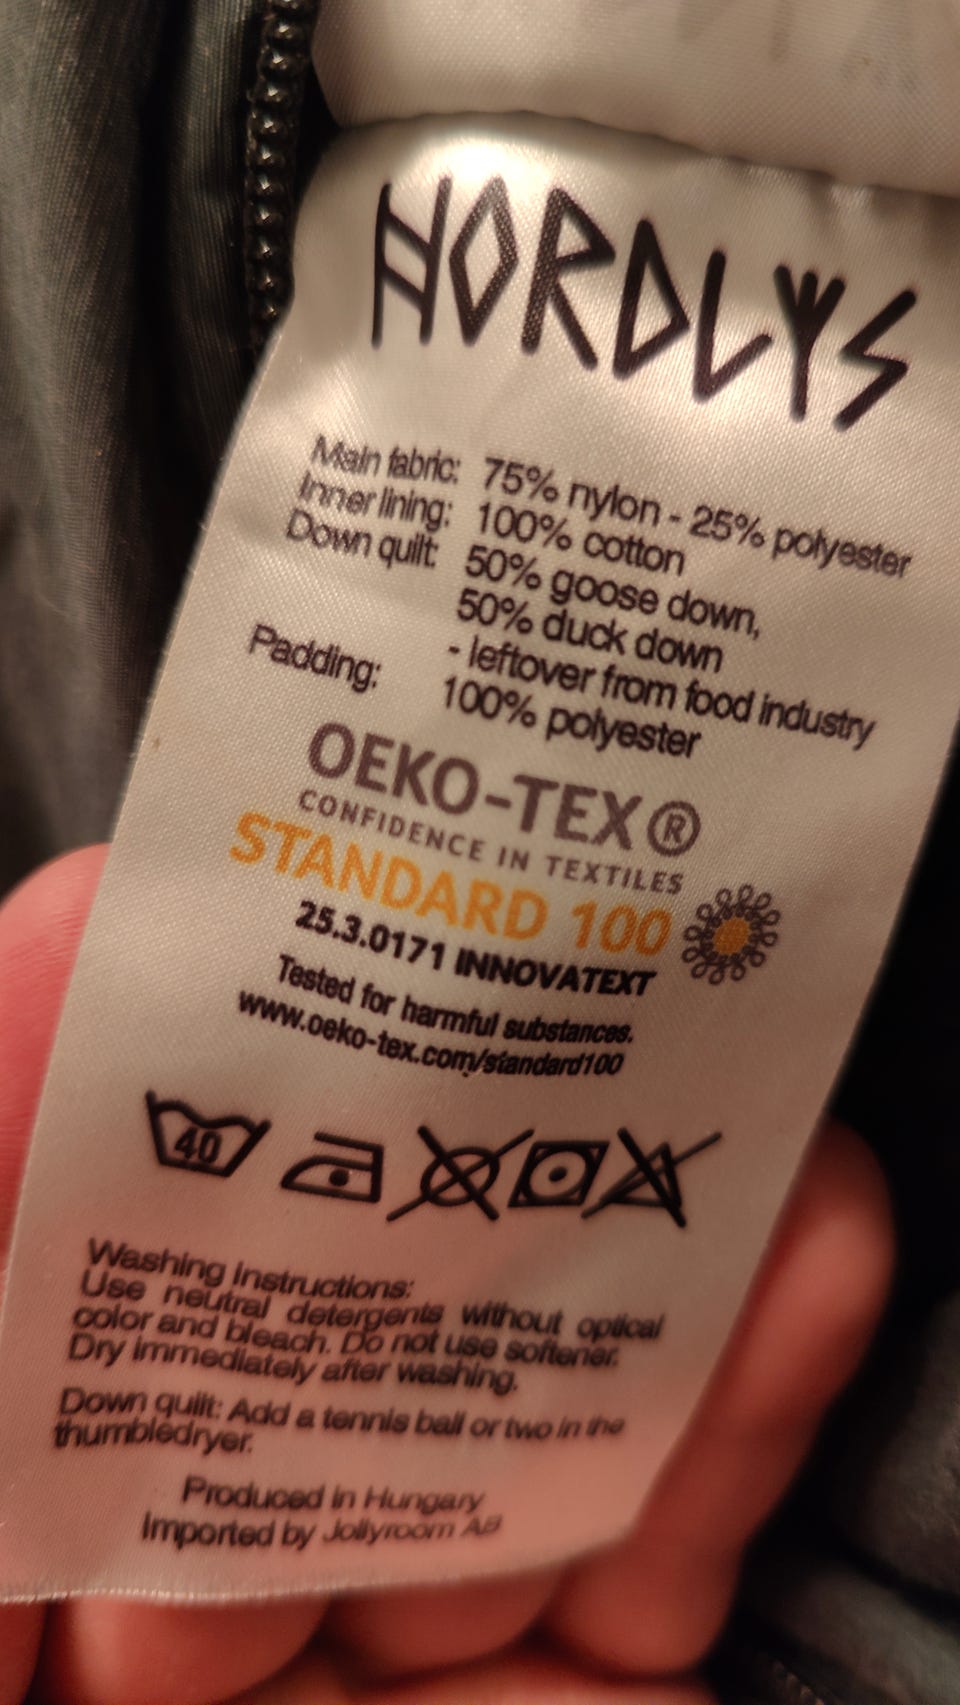 NORDLYS
Main fabric: 75% nylon - 25% polyester
Inner lining: 100% cotton
Down quilt: 50% goose down,
50% duck down
- leftover from food industry
Padding: 100% polyester
OEKO-TEX®
CONFIDENCE IN TEXTILES
STANDARD 100
25.3.0171 INNOVATEXT
Tested for harmful substances.
www.oeko-tex.com/standard100
40
Washing Instructions:
Use neutral detergents without optical
color and bleach. Do not use softener.
Dry immediately after washing.
Down quilt: Add a tennis ball or two in the
thumbledryer.
Produced in Hungary
Imported by Jollyroom AB